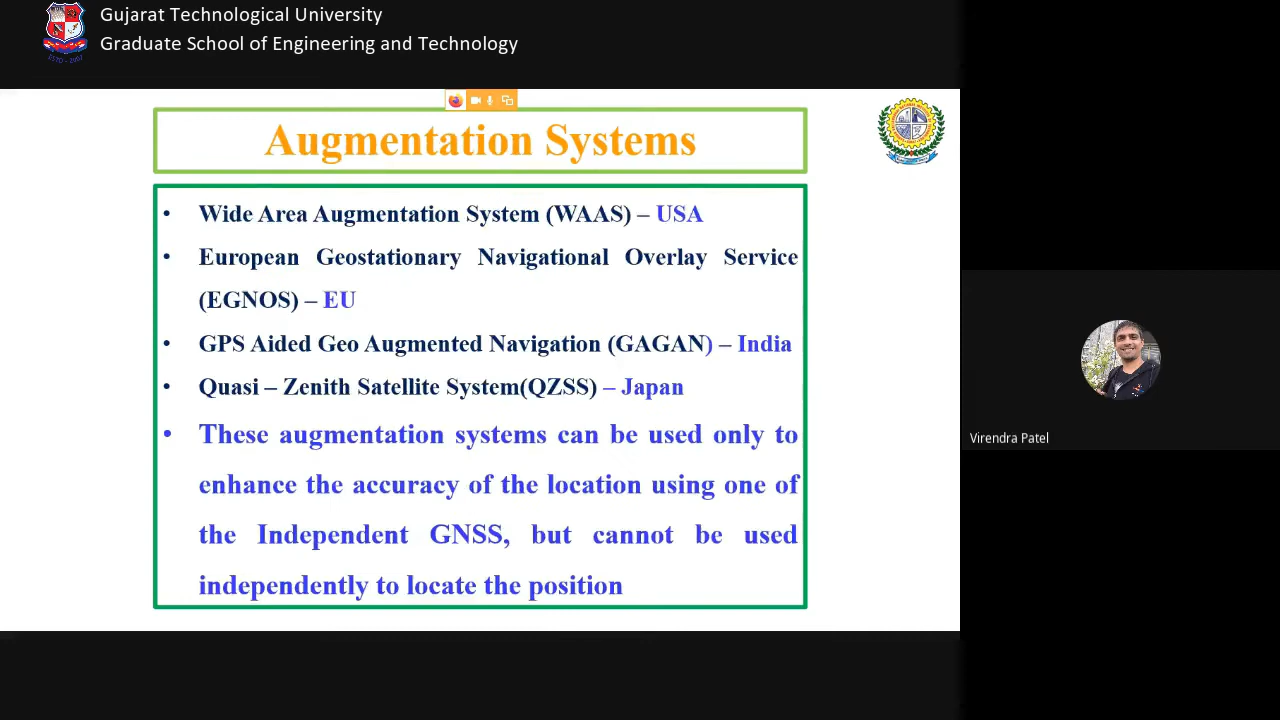 Gujarat Technological University
Graduate School of Engineering and Technology
Augmentation Systems
• Wide Area Augmentation System (WAAS) – USA
• European Geostationary Navigational Overlay Service
(EGNOS) – EU
• GPS Aided Geo Augmented Navigation (GAGAN) – India
• Quasi – Zenith Satellite System(QZSS) – Japan
• These augmentation systems can be used only to
enhance the accuracy of the location using one of
the Independent GNSS, but cannot be used
independently to locate the position
Virendra Patel